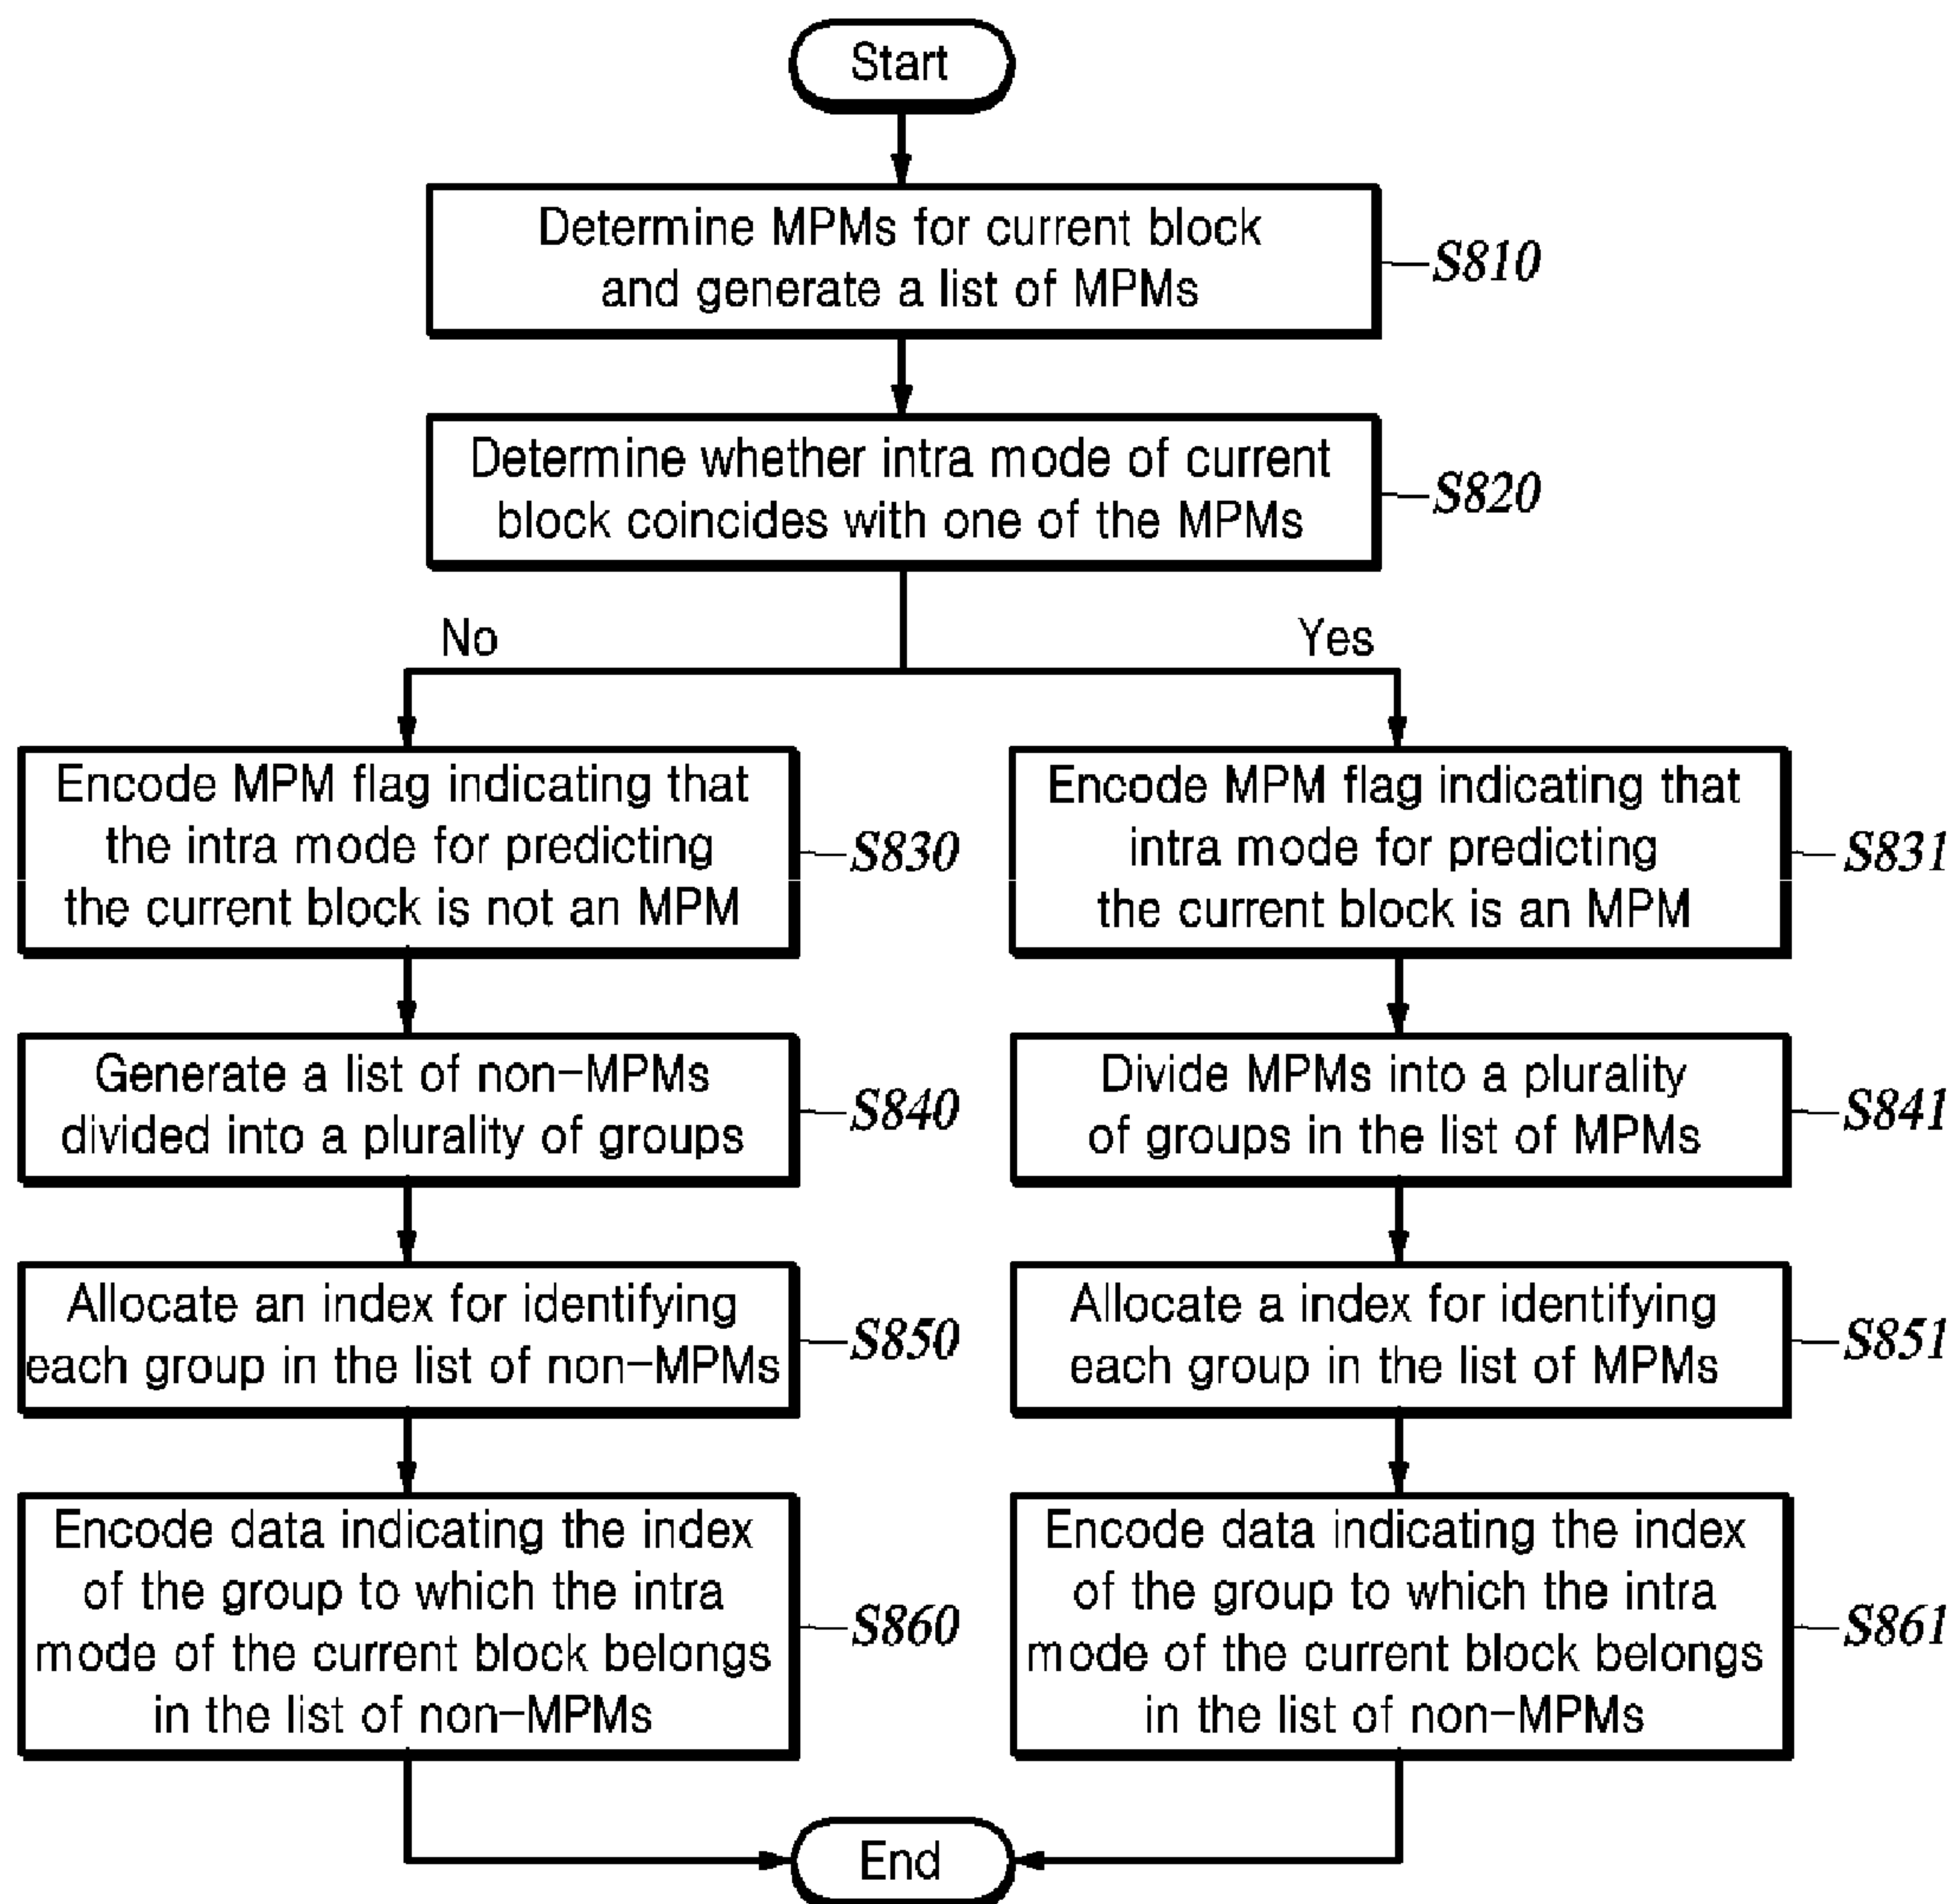 Start
Determine MPMs for current block
and generate a list of MPMs
S810
Determine whether intra mode of current
block coincides with one of the MPMs
S820
No
Yes
Encode MPM flag indicating that
the intra mode for predicting
the current block is not an MPM
S830
Encode MPM flag indicating that
intra mode for predicting
the current block is an MPM
S831
Generate a list of non-MPMs
divided into a plurality of groups
S840
Divide MPMs into a plurality
of groups in the list of MPMs
S841
Allocate an index for identifying
each group in the list of non-MPMs
S850
Allocate a index for identifying
each group in the list of MPMs
S851
Encode data indicating the index
of the group to which the intra
mode of the current block belongs
in the list of non-MPMs
S860
Encode data indicating the index
of the group to which the intra
mode of the current block belongs
in the list of non-MPMs
S861
End